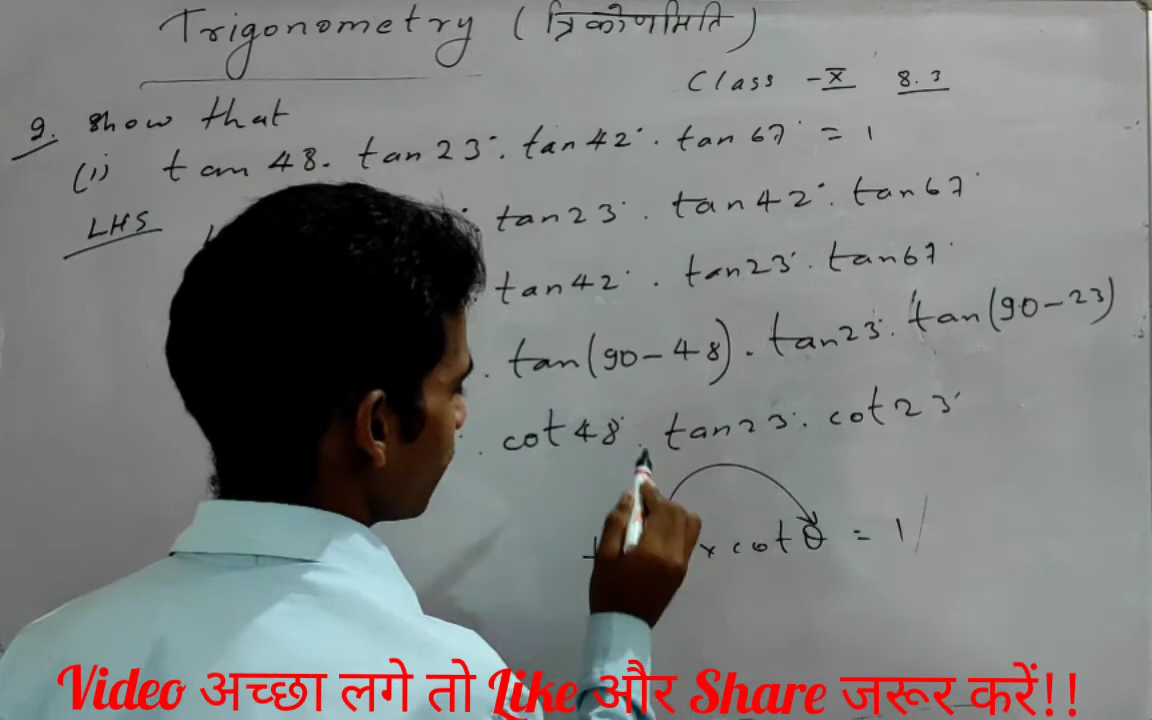 Trigonometry (त्रिकोणमिति)
Class - X 8.3
9. Show that
(i) tan 48. tan 23°. tan 42°. tan 67° = 1
LHS tan 23°. tan 42°. tan 67°
tan 42°. tan 23°. tan 67°
. tan(90-48). tan 23°. tan(90-23)
. cot 48°. tan 23°. cot 23°
x cot θ = 1
Video अच्छा लगे तो Like और Share जरूर करें!!